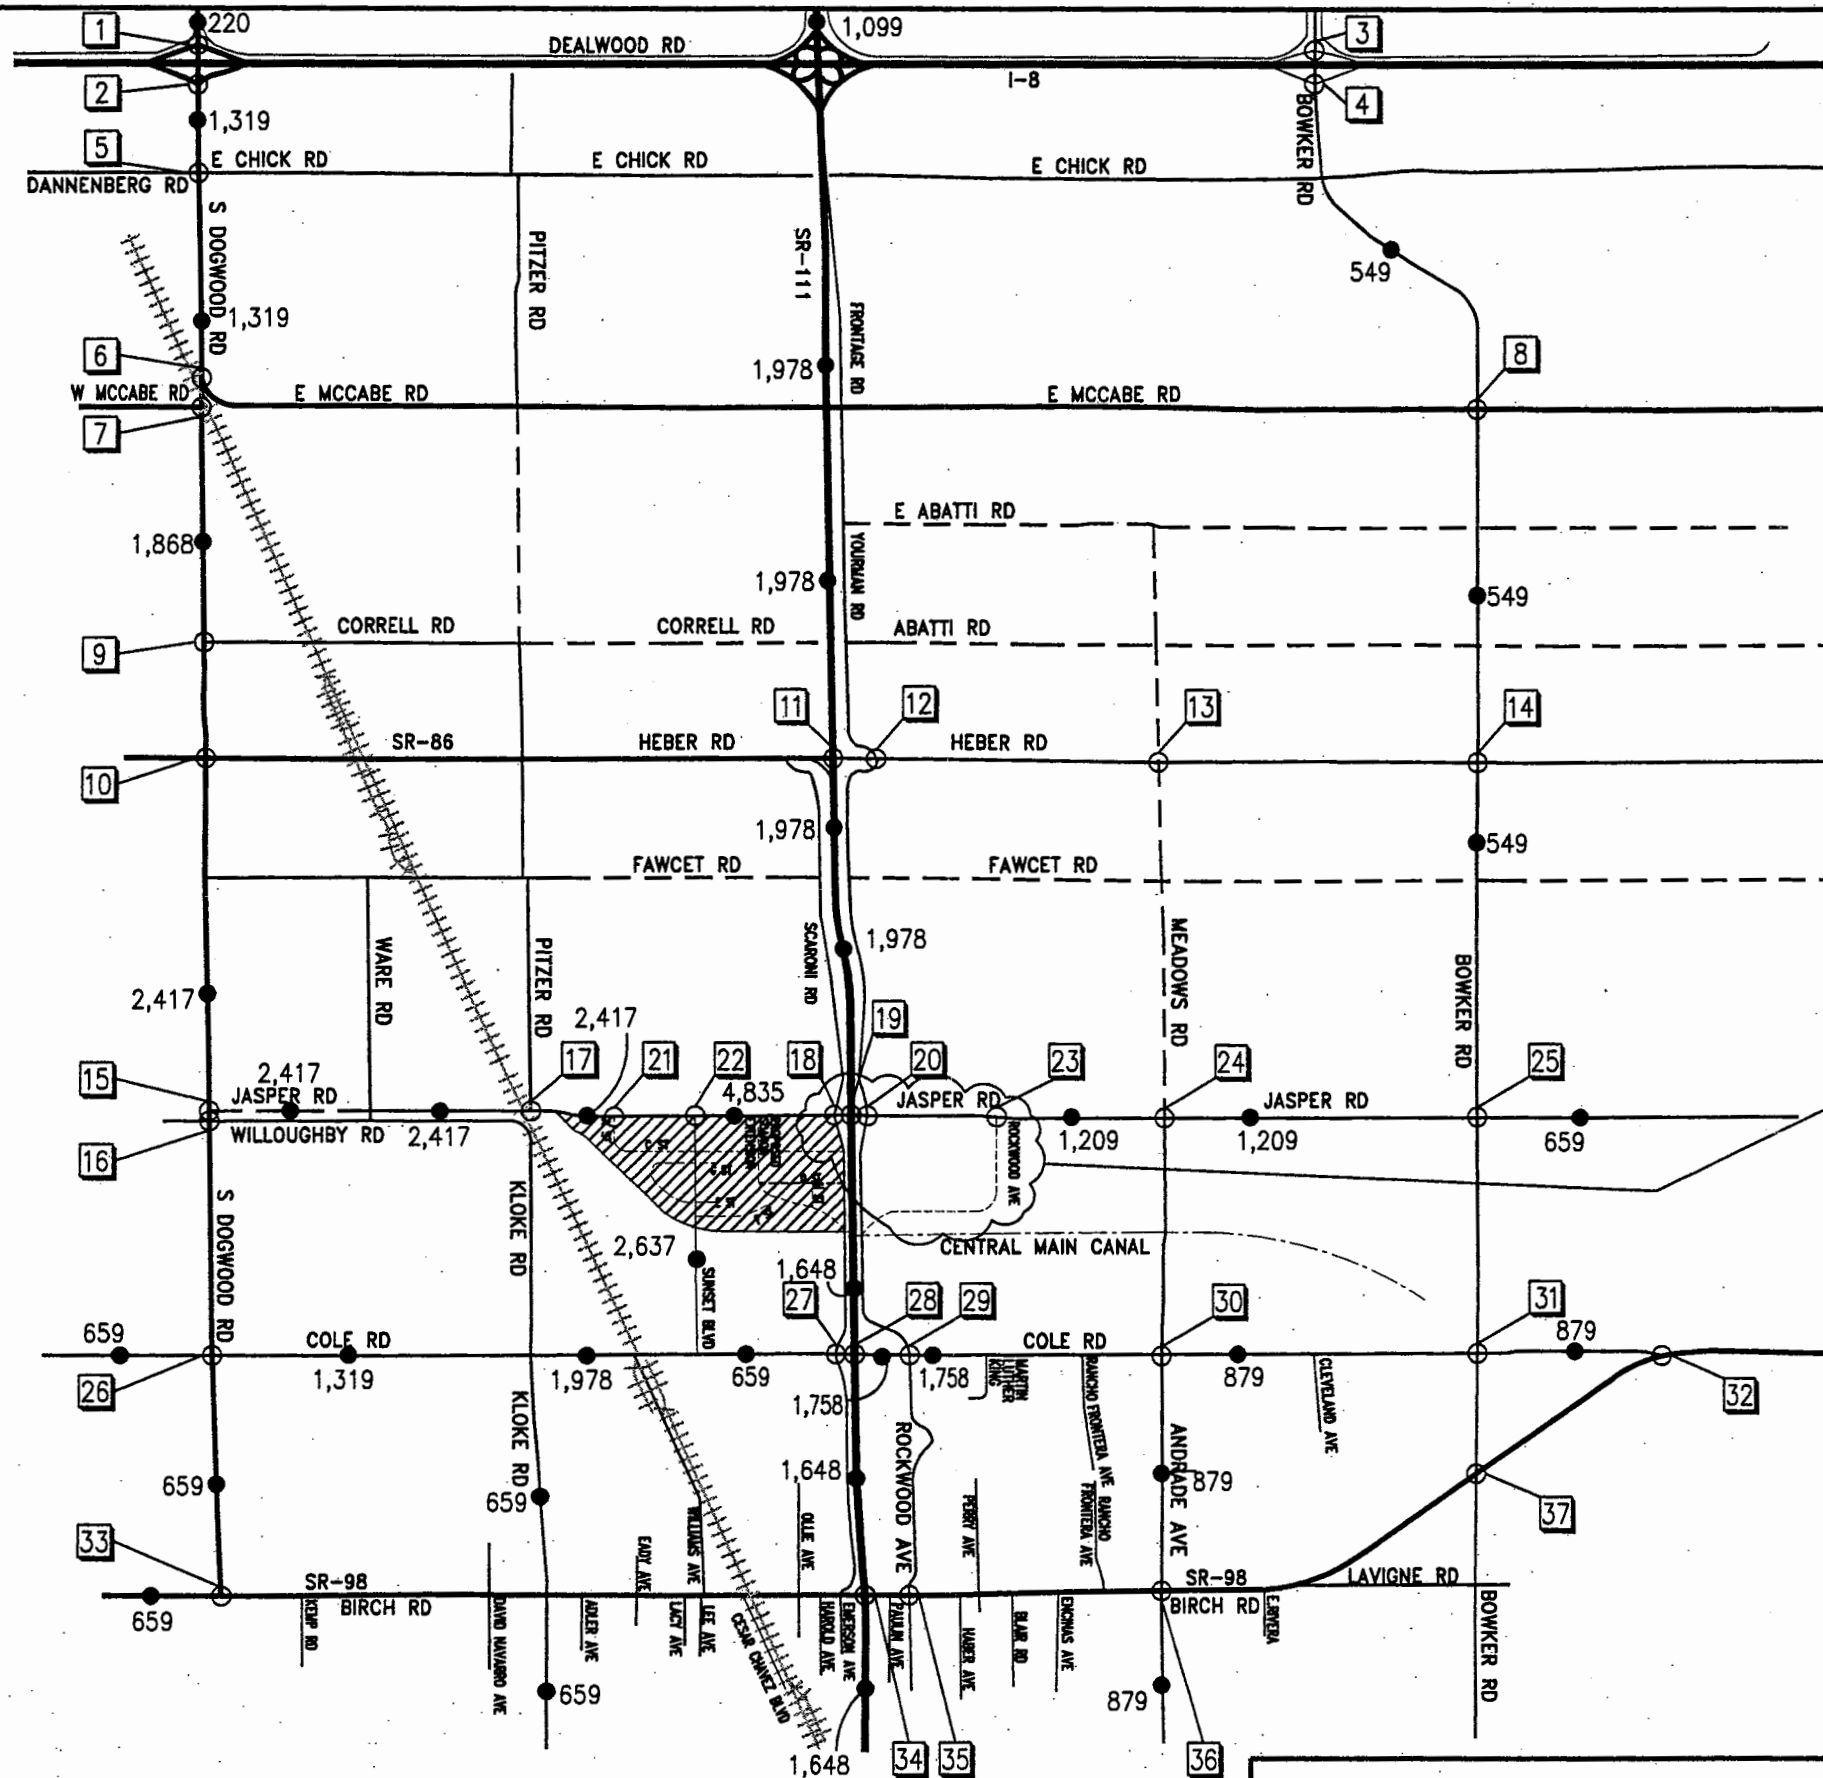 1
220
1,099
3
DEALWOOD RD
I-8
2
4
1,319
BOWKER RD
5
E CHICK RD
E CHICK RD
E CHICK RD
DANNENBERG RD
S DOGWOOD RD
PITZER RD
SR-111
549
1,319
FRONTAGE RD
6
1,978
8
W MCCABE RD
E MCCABE RD
E MCCABE RD
7
E ABATTI RD
1,868
YOURMAN RD
1,978
549
CORRELL RD
CORRELL RD
ABATTI RD
9
11
12
13
14
SR-86
HEBER RD
HEBER RD
10
1,978
549
FAWCET RD
FAWCET RD
WARE RD
PITZER RD
SCARONI RD
1,978
MEADOWS RD
BOWKER RD
2,417
2,417
19
15
2,417
17
21
22
18
20
23
24
25
JASPER RD
4,835
JASPER RD
JASPER RD
WILLOUGHBY RD
2,417
1,209
1,209
659
16
ROCKWOOD AVE
S DOGWOOD RD
KLOKE RD
2,637
CENTRAL MAIN CANAL
1,648
SUNSET BLVD
27
28
29
30
31
659
COLE RD
COLE RD
879
26
1,319
1,978
659
1,758
1,758
MARTIN LUTHER KING
879
CLEVELAND AVE
32
KLOKE RD
ROCKWOOD AVE
RANCHO FRONTERA AVE
ANDRADE AVE
659
659
1,648
879
37
33
PERRY AVE
RANCHO FRONTERA AVE
OLLIE AVE
WILLIAMS AVE
EADY AVE
SR-98
SR-98
LAVIGNE RD
659
BIRCH RD
BIRCH RD
KEMP RD
DAVID NAVARRO AVE
ADLER AVE
LACY AVE
LEE AVE
CESAR CHAVEZ BLVD
HAROLD AVE
EMERSON AVE
PAULIN AVE
HABER AVE
BLAIR RD
ENCINAS AVE
E.RIVERA
BOWKER RD
659
879
1,648
34
35
36